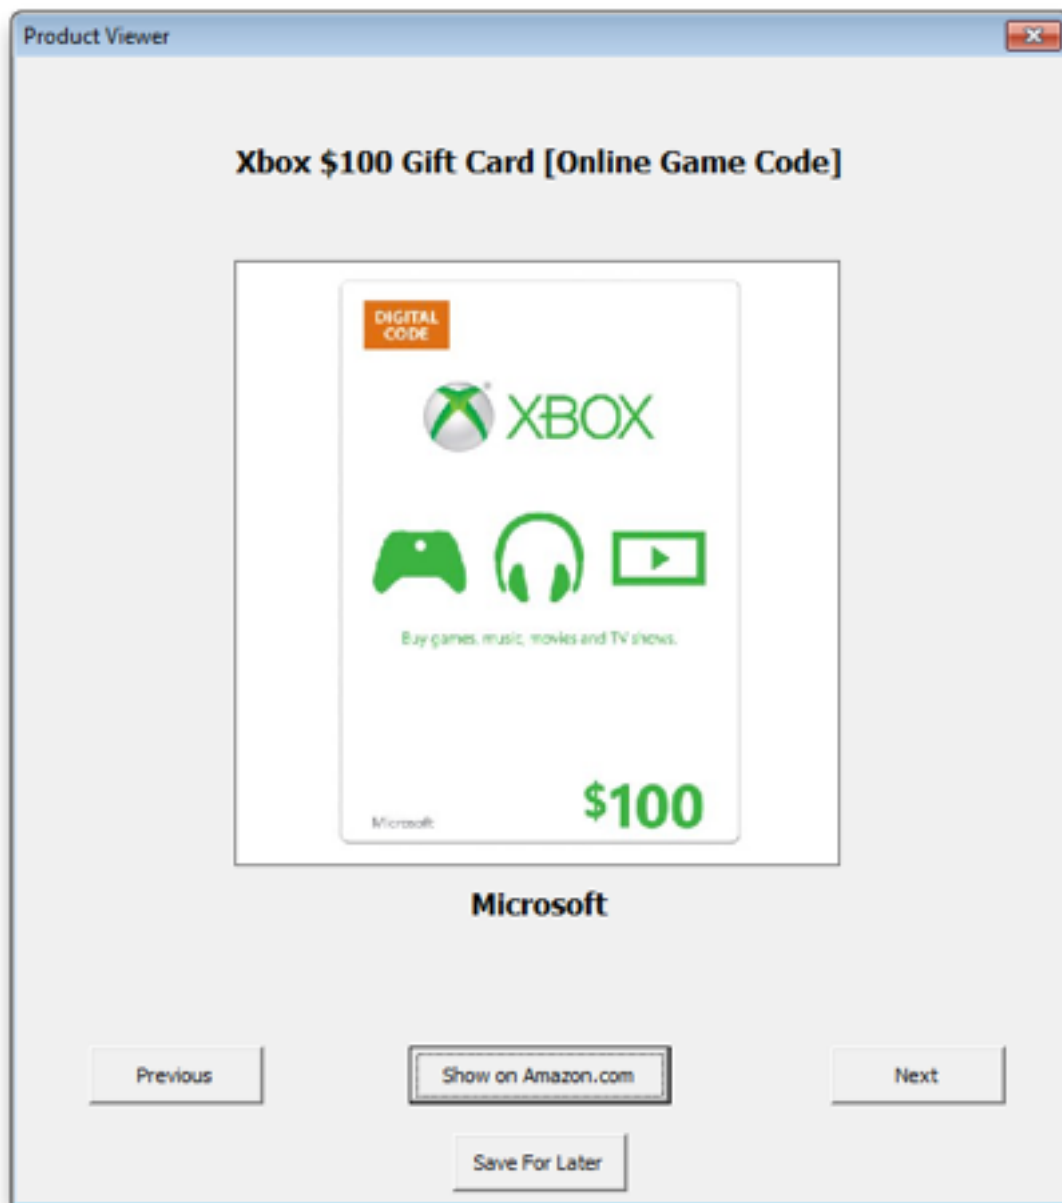 Product Viewer
Xbox $100 Gift Card [Online Game Code]
DIGITAL
CODE
XBOX
Buy games, music, movies and TV shows.
Microsoft
$100
Microsoft
Previous
Show on Amazon.com
Next
Save For Later